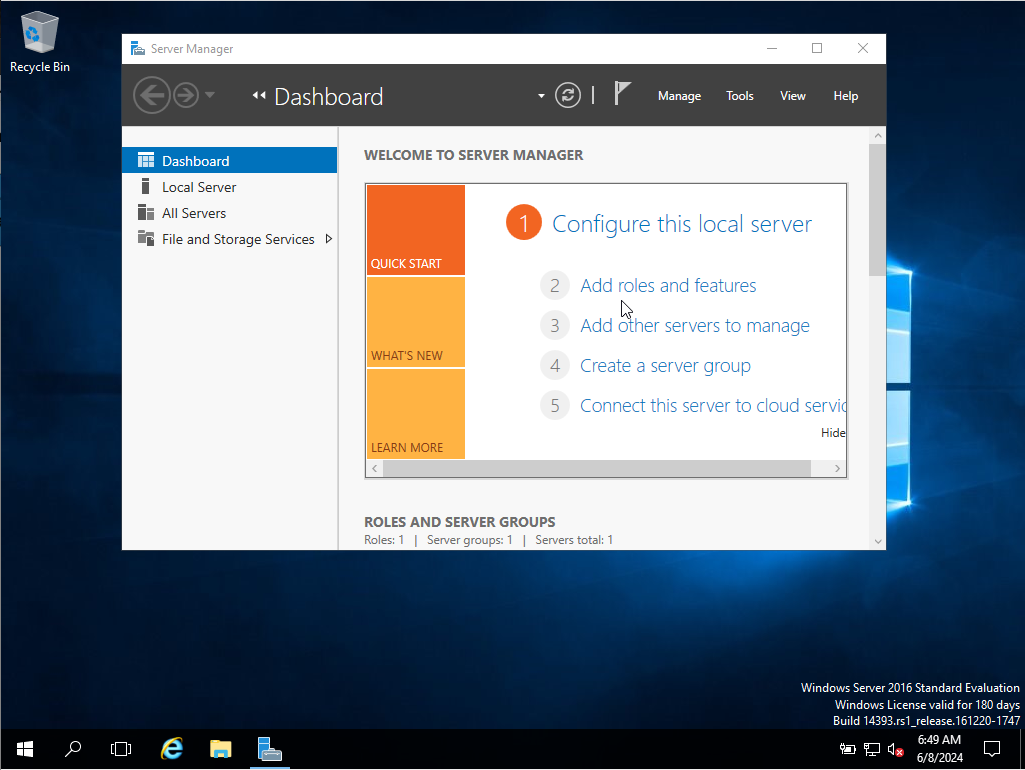 Recycle Bin
Server Manager
Dashboard
Manage
Tools
View
Help
Dashboard
Local Server
All Servers
File and Storage Services
WELCOME TO SERVER MANAGER
QUICK START
WHAT'S NEW
LEARN MORE
1 Configure this local server
2 Add roles and features
3 Add other servers to manage
4 Create a server group
5 Connect this server to cloud servic
Hide
ROLES AND SERVER GROUPS
Roles: 1 | Server groups: 1 | Servers total: 1
Windows Server 2016 Standard Evaluation
Windows License valid for 180 days
Build 14393.rs1_release.161220-1747
6:49 AM
6/8/2024